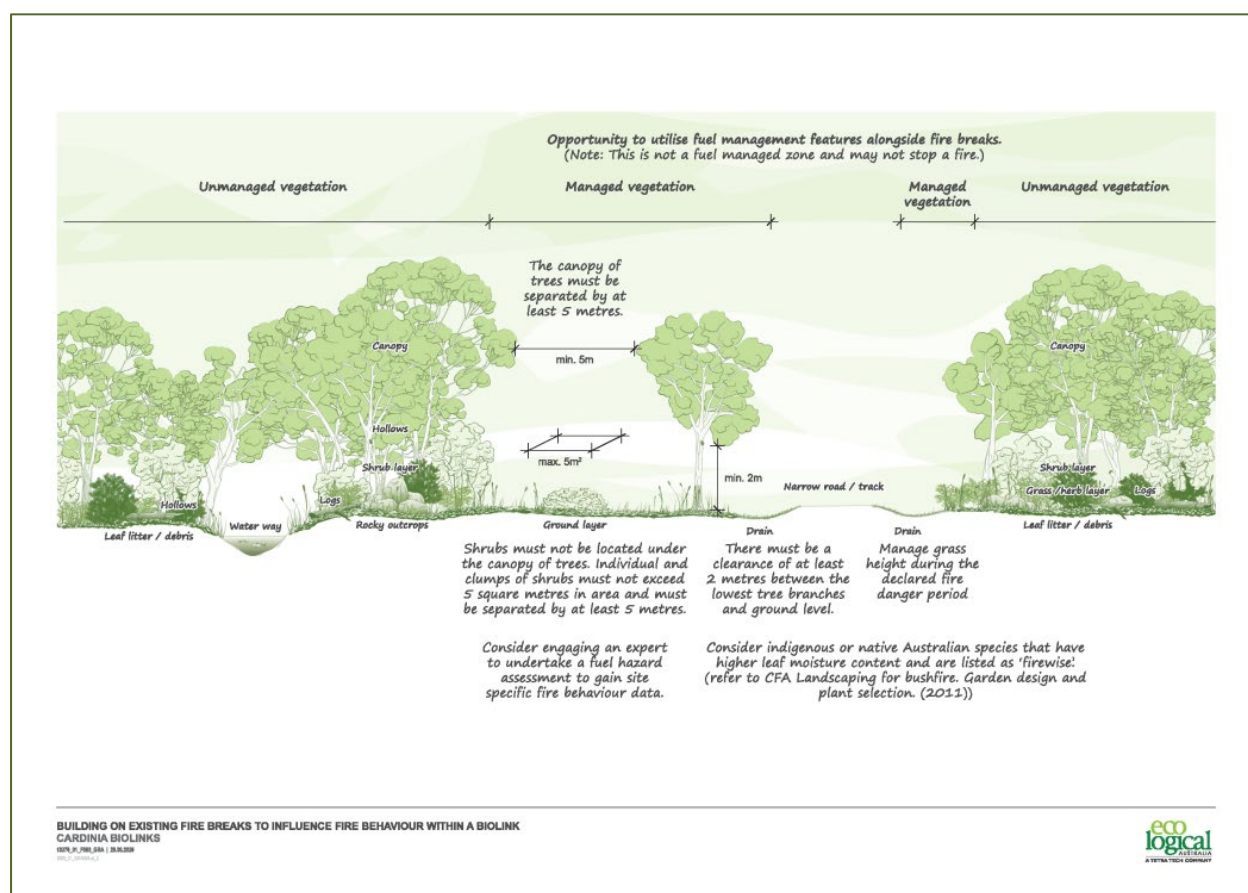 Opportunity to utilise fuel management features alongside fire breaks.
(Note: This is not a fuel managed zone and may not stop a fire.)
Unmanaged vegetation
Managed vegetation
Managed
vegetation
Unmanaged vegetation
The canopy of
trees must be
separated by at
least 5 metres.
Canopy
min. 5m
Canopy
Hollows
max. 5m²
Shrub layer
min. 2m
Narrow road / track
Shrub layer
Grass /herb layer
Logs
Hollows
Logs
Leaf litter / debris
Water way
Rocky outcrops
Ground layer
Drain
Drain
Leaf litter / debris
Shrubs must not be located under
the canopy of trees. Individual and
clumps of shrubs must not exceed
5 square metres in area and must
be separated by at least 5 metres.
There must be a
clearance of at least
2 metres between the
lowest tree branches
and ground level.
Manage grass
height during the
declared fire
danger period
Consider engaging an expert
to undertake a fuel hazard
assessment to gain site
specific fire behaviour data.
Consider indigenous or native Australian species that have
higher leaf moisture content and are listed as 'firewise'.
(refer to CFA Landscaping for bushfire. Garden design and
plant selection. (2011))
BUILDING ON EXISTING FIRE BREAKS TO INFLUENCE FIRE BEHAVIOUR WITHIN A BIOLINK
CARDINIA BIOLINKS
eco
logical
AUSTRALIA
A TETRA TECH COMPANY